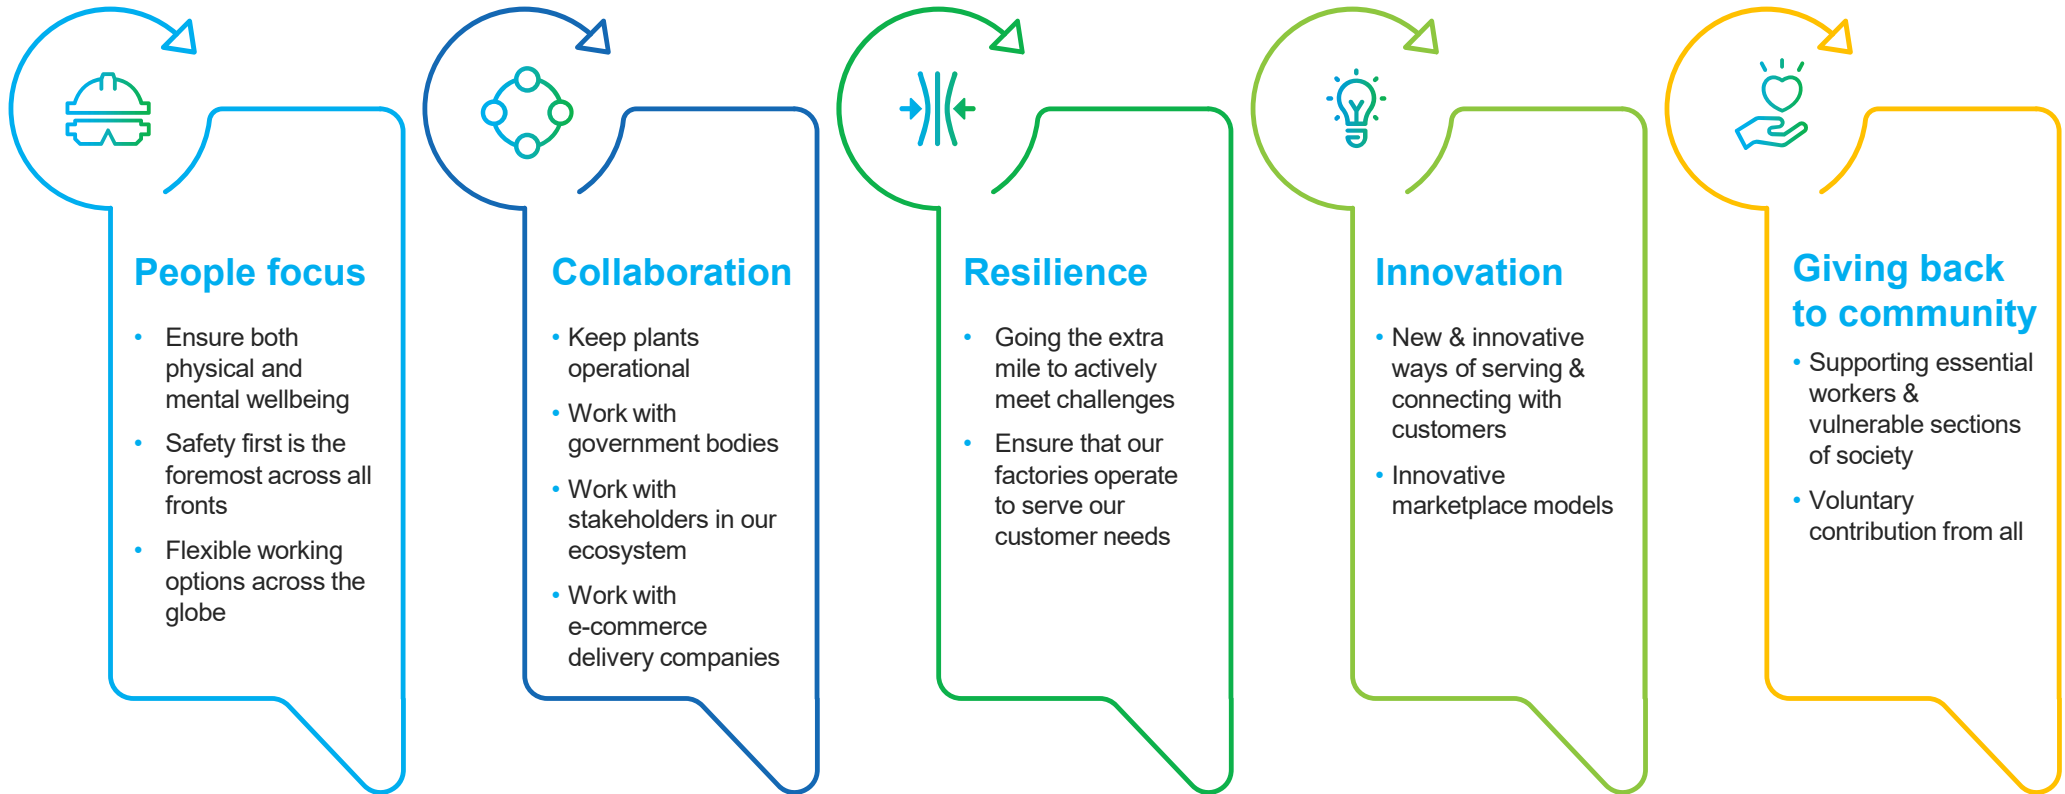 People focus
• Ensure both
physical and
mental wellbeing
• Safety first is the
foremost across all
fronts
• Flexible working
options across the
globe
Collaboration
• Keep plants
operational
• Work with
government bodies
• Work with
stakeholders in our
ecosystem
• Work with
e-commerce
delivery companies
Resilience
• Going the extra
mile to actively
meet challenges
• Ensure that our
factories operate
to serve our
customer needs
Innovation
• New & innovative
ways of serving &
connecting with
customers
• Innovative
marketplace models
Giving back
to community
• Supporting essential
workers &
vulnerable sections
of society
• Voluntary
contribution from all